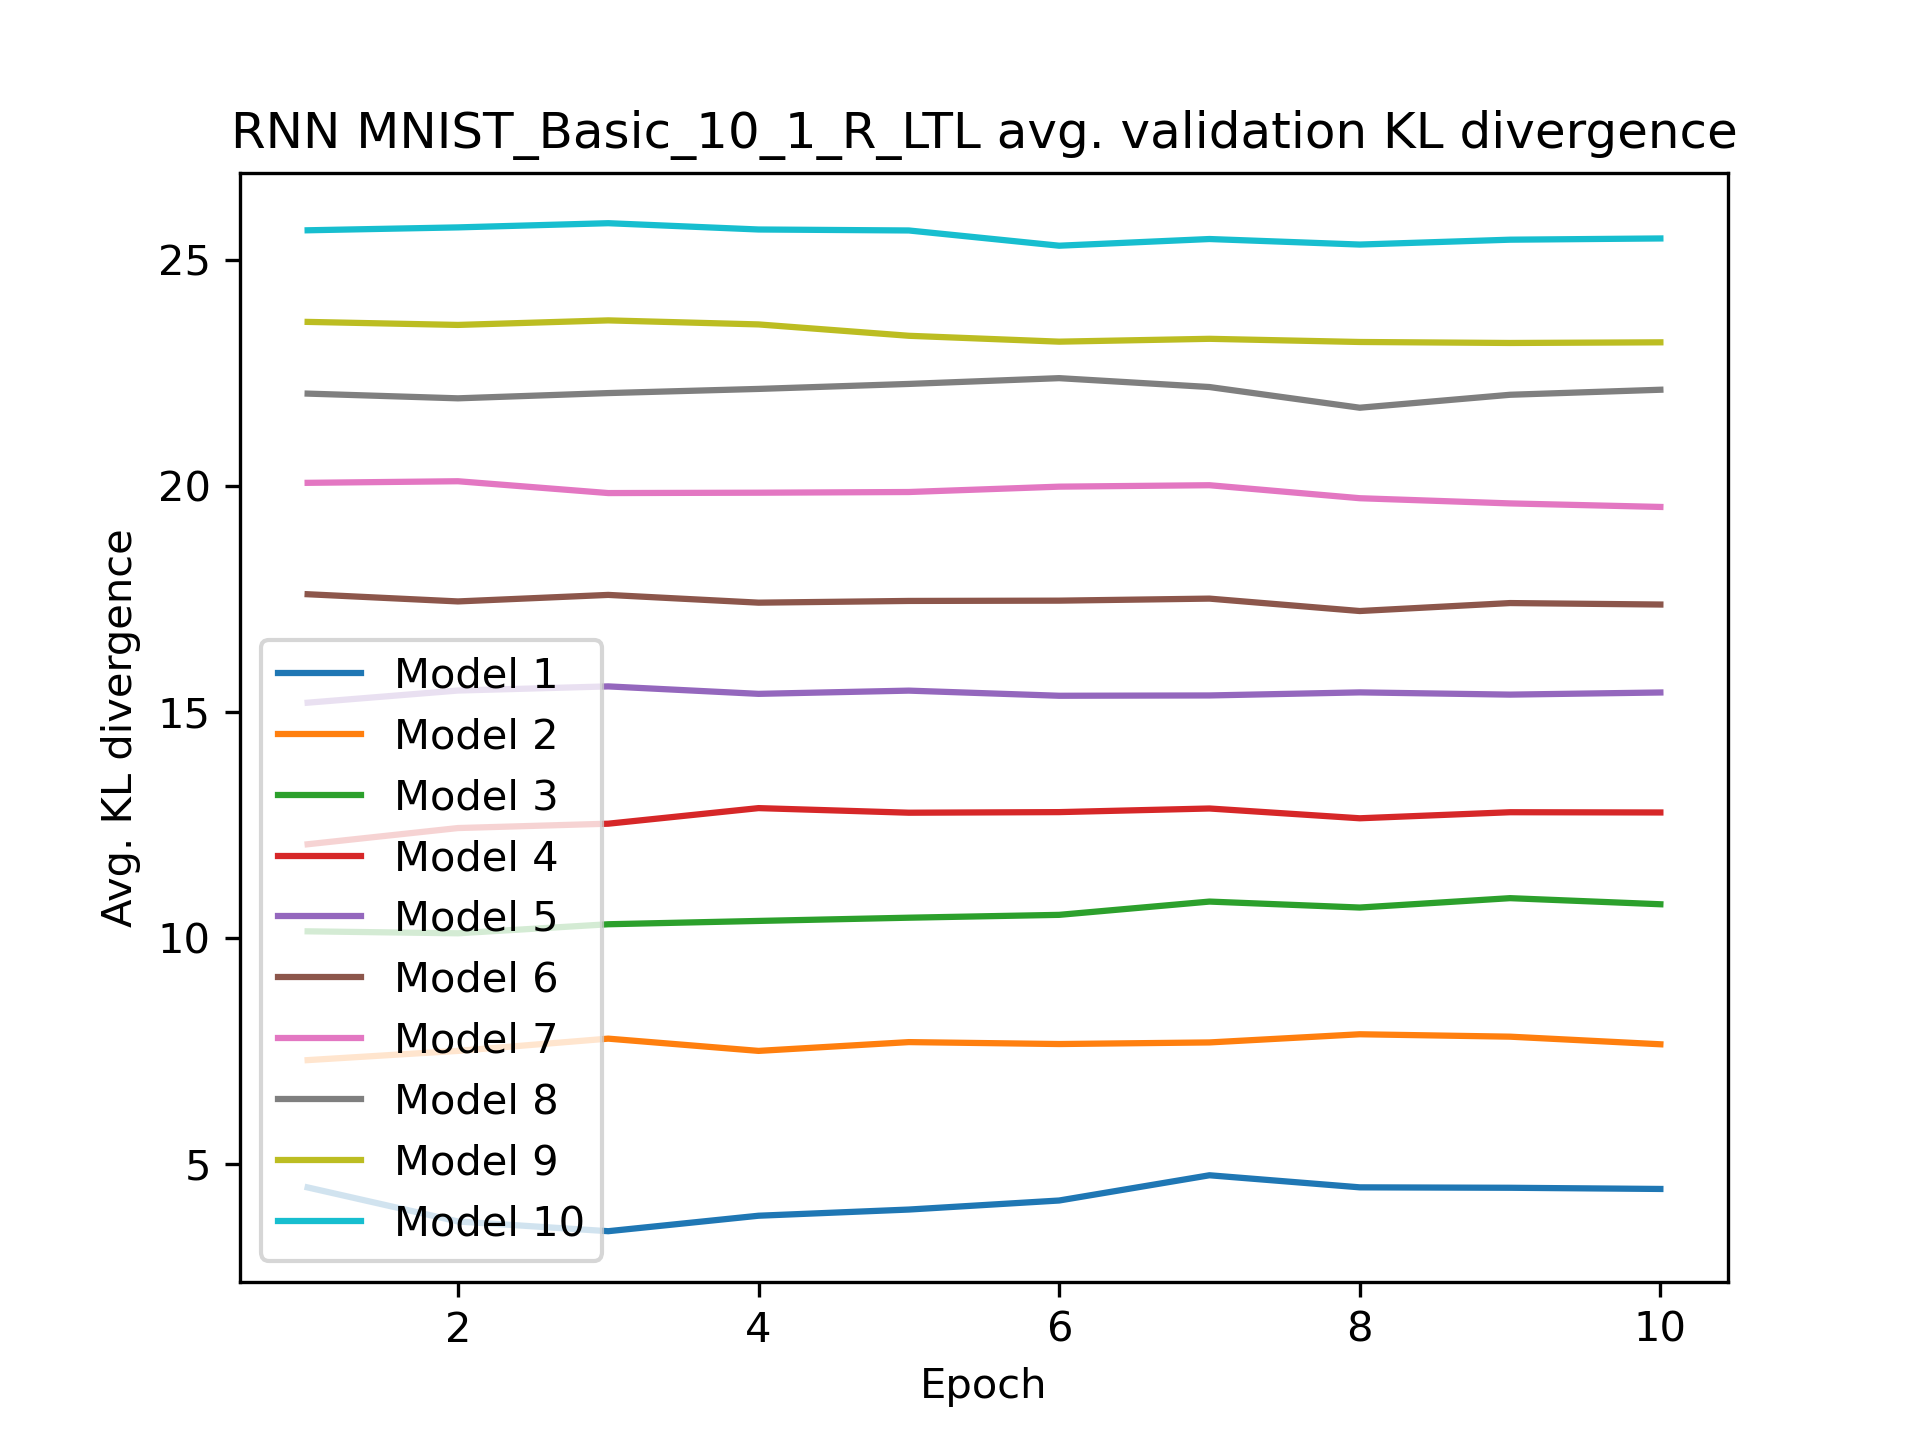 RNN MNIST_Basic_10_1_R_LTL avg. validation KL divergence
Avg. KL divergence
25
20
15
10
5
Model 1
Model 2
Model 3
Model 4
Model 5
Model 6
Model 7
Model 8
Model 9
Model 10
2 4 6 8 10
Epoch